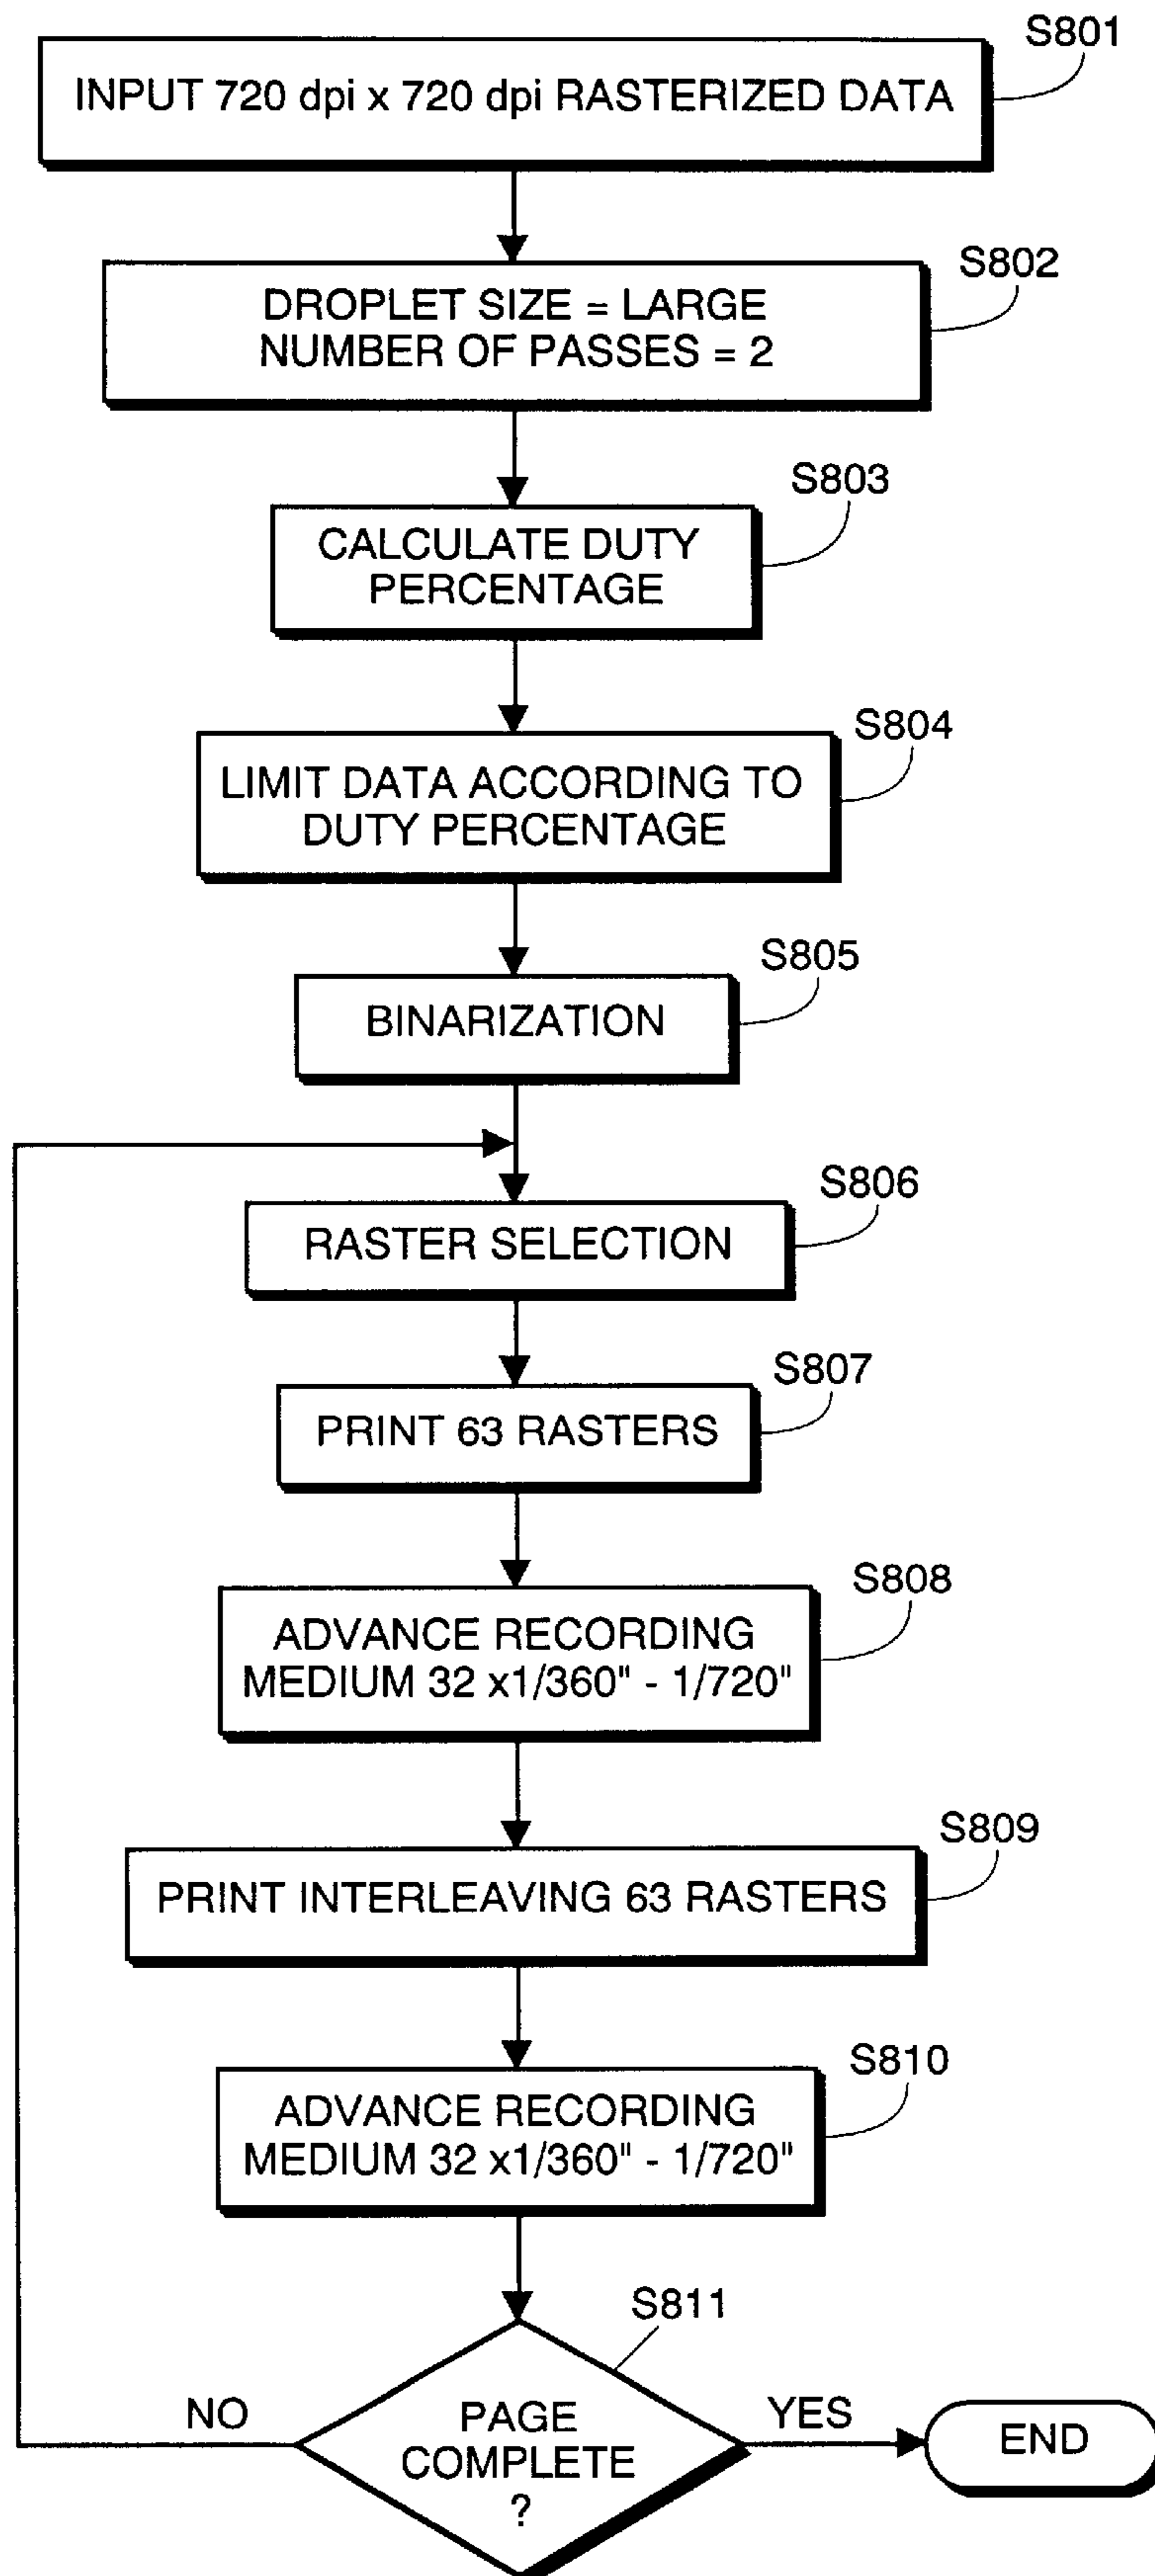 S801
INPUT 720 dpi x 720 dpi RASTERIZED DATA
S802
DROPLET SIZE = LARGE
NUMBER OF PASSES = 2
S803
CALCULATE DUTY
PERCENTAGE
S804
LIMIT DATA ACCORDING TO
DUTY PERCENTAGE
S805
BINARIZATION
S806
RASTER SELECTION
S807
PRINT 63 RASTERS
S808
ADVANCE RECORDING
MEDIUM 32 x1/360" - 1/720"
S809
PRINT INTERLEAVING 63 RASTERS
S810
ADVANCE RECORDING
MEDIUM 32 x1/360" - 1/720"
S811
NO
PAGE
COMPLETE
?
YES
END